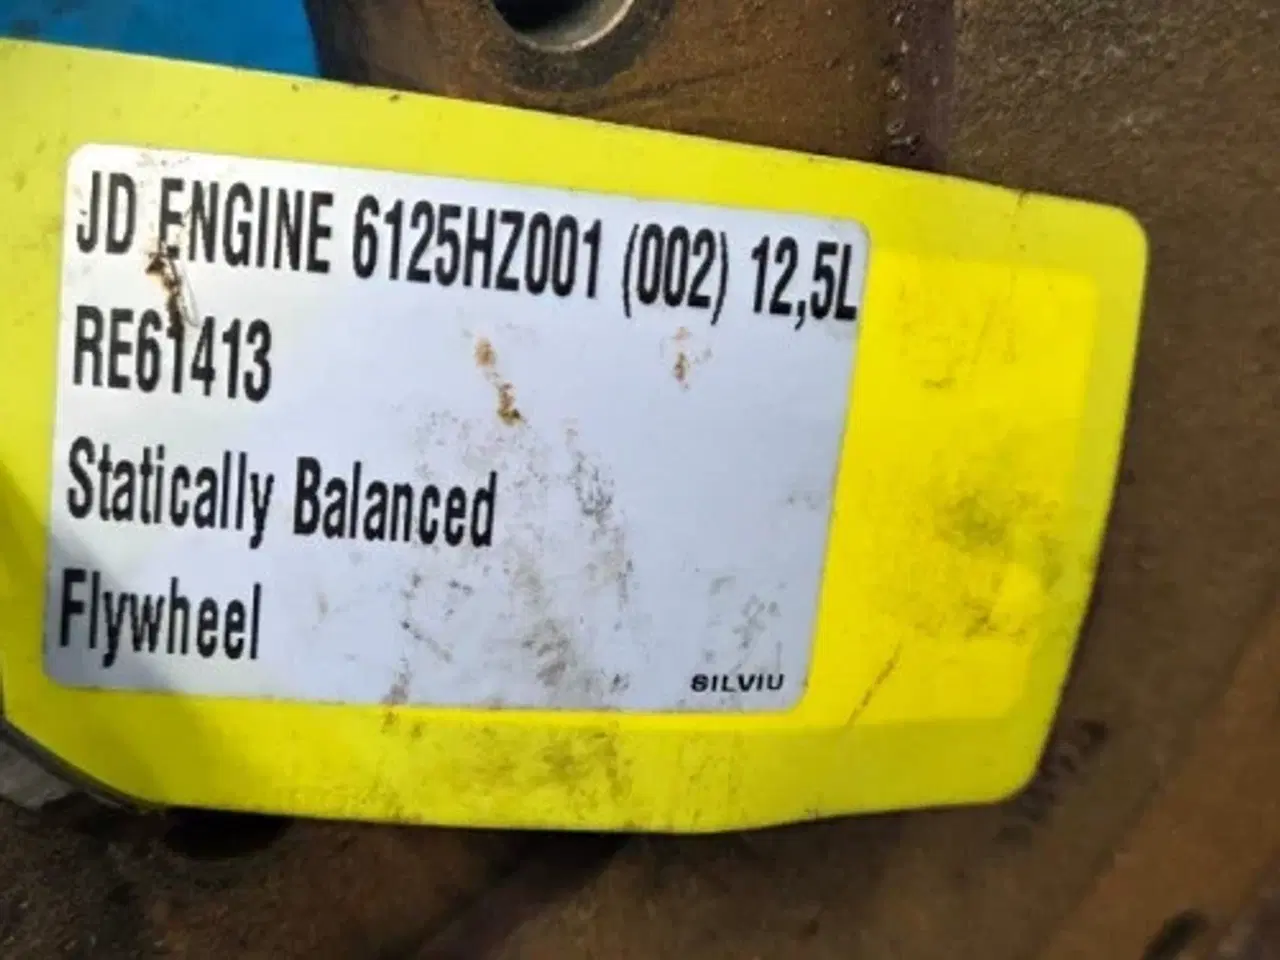 JD ENGINE 6125HZ001 (002) 12,5L
RE61413
Statically Balanced
Flywheel
SILVIU